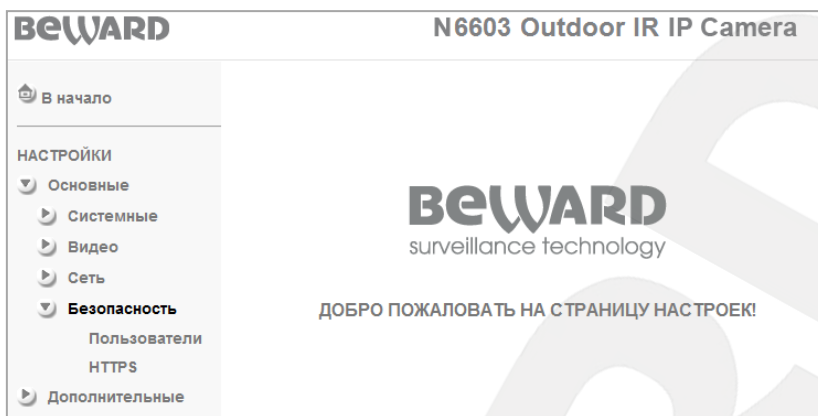 BEWARD
N6603 Outdoor IR IP Camera
В начало
НАСТРОЙКИ
Основные
Системные
Видео
Сеть
Безопасность
Пользователи
HTTPS
Дополнительные
BEWARD
surveillance technology
ДОБРО ПОЖАЛОВАТЬ НА СТРАНИЦУ НАСТРОЕК!